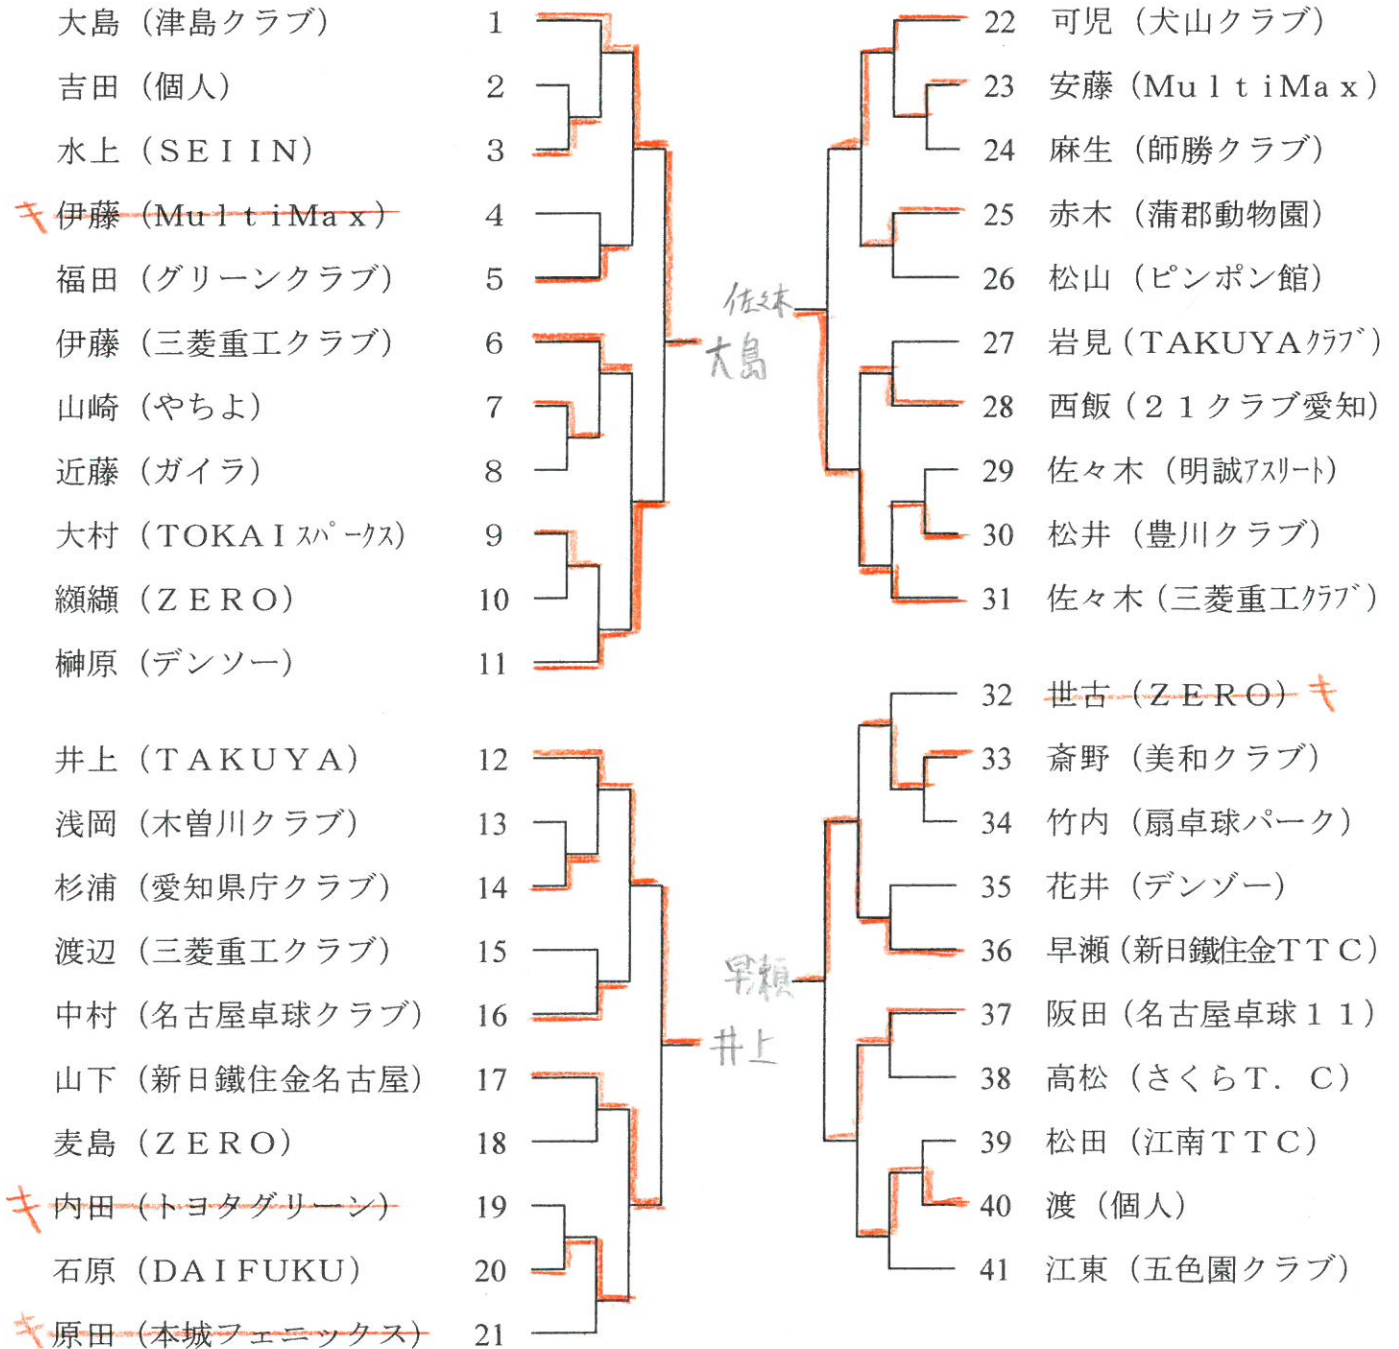 大島（津島クラブ） 1
吉田（個人） 2
水上（SEIIN） 3
キ 伊藤（MultiMax） 4
福田（グリーンクラブ） 5
伊藤（三菱重工クラブ） 6
山崎（やちよ） 7
近藤（ガイラ） 8
大村（TOKAIｽﾊﾟｰｸｽ） 9
纐纈（ZERO） 10
榊原（デンソー） 11
井上（TAKUYA） 12
浅岡（木曽川クラブ） 13
杉浦（愛知県庁クラブ） 14
渡辺（三菱重工クラブ） 15
中村（名古屋卓球クラブ） 16
山下（新日鐵住金名古屋） 17
麦島（ZERO） 18
キ 内田（トヨタグリーン） 19
石原（DAIFUKU） 20
キ 原田（本城フェニックス） 21
佐々木
大島
早瀬
井上
22 可児（犬山クラブ）
23 安藤（MultiMax）
24 麻生（師勝クラブ）
25 赤木（蒲郡動物園）
26 松山（ピンポン館）
27 岩見（TAKUYAｸﾗﾌﾞ）
28 西飯（２１クラブ愛知）
29 佐々木（明誠ｱｽﾘｰﾄ）
30 松井（豊川クラブ）
31 佐々木（三菱重工ｸﾗﾌﾞ）
32 世古（ZERO） キ
33 斎野（美和クラブ）
34 竹内（扇卓球パーク）
35 花井（デンゾー）
36 早瀬（新日鐵住金TTC）
37 阪田（名古屋卓球１１）
38 高松（さくらT．C）
39 松田（江南TTC）
40 渡（個人）
41 江東（五色園クラブ）